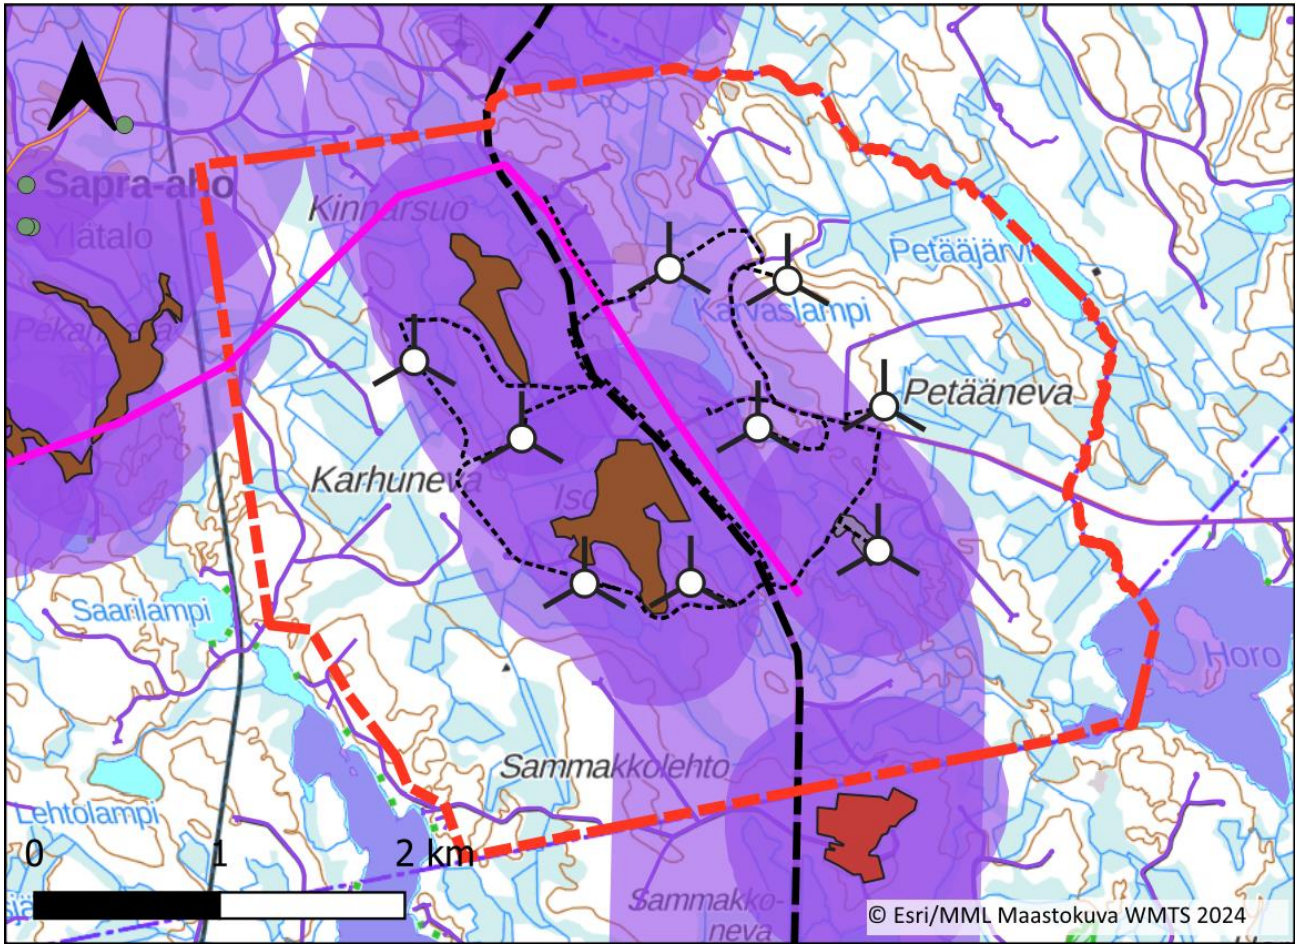 Sapra-aho
Kinnarsuo
Ylätalo
Petääjärvi
Karvaslampi
Petääneva
Karhuneva
Iso
Saarilampi
Horo
Sammakkolehto
Lehtolampi
0 1 2 km
Sammakko-
neva
© Esri/MML Maastokuva WMTS 2024